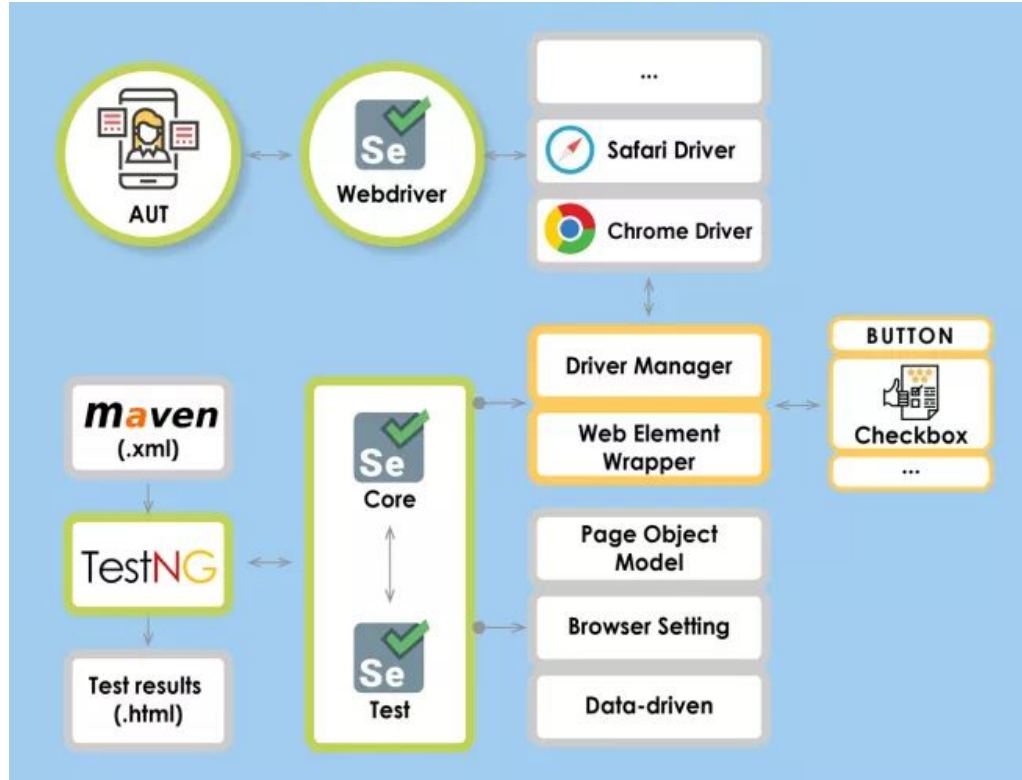 ...
Safari Driver
Chrome Driver
AUT
Se
Webdriver
Driver Manager
Web Element
Wrapper
BUTTON
Checkbox
...
maven
(.xml)
TestNG
Test results
(.html)
Se
Core
Se
Test
Page Object
Model
Browser Setting
Data-driven